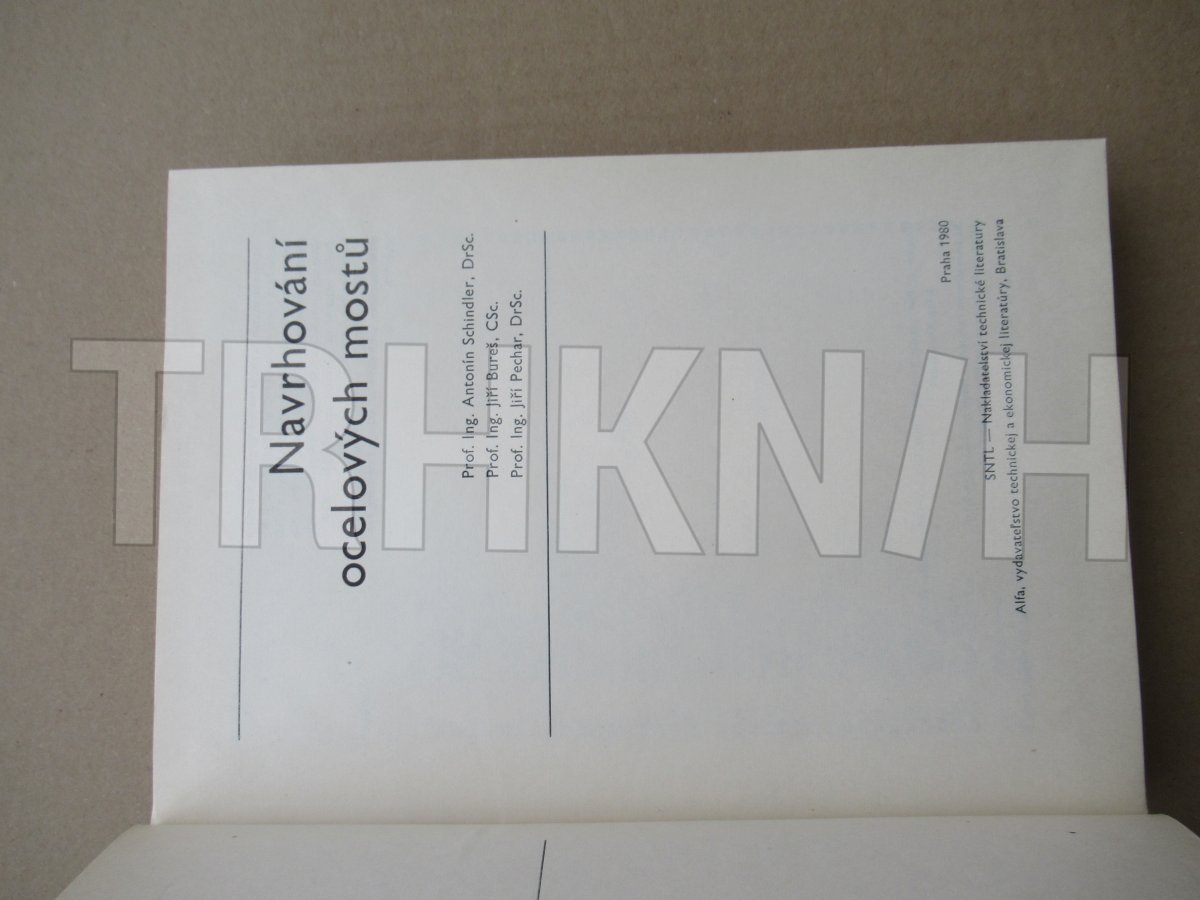 Navrhování
ocelových mostů
Prof. Ing. Antonín Schindler, DrSc.
Prof. Ing. Jiří Bureš, CSc.
Prof. Ing. Jiří Pechar, DrSc.
Praha 1980
SNTL — Nakladatelství technické literatury
Alfa, vydavateľstvo technickej a ekonomickej literatúry, Bratislava
TRHKNIH